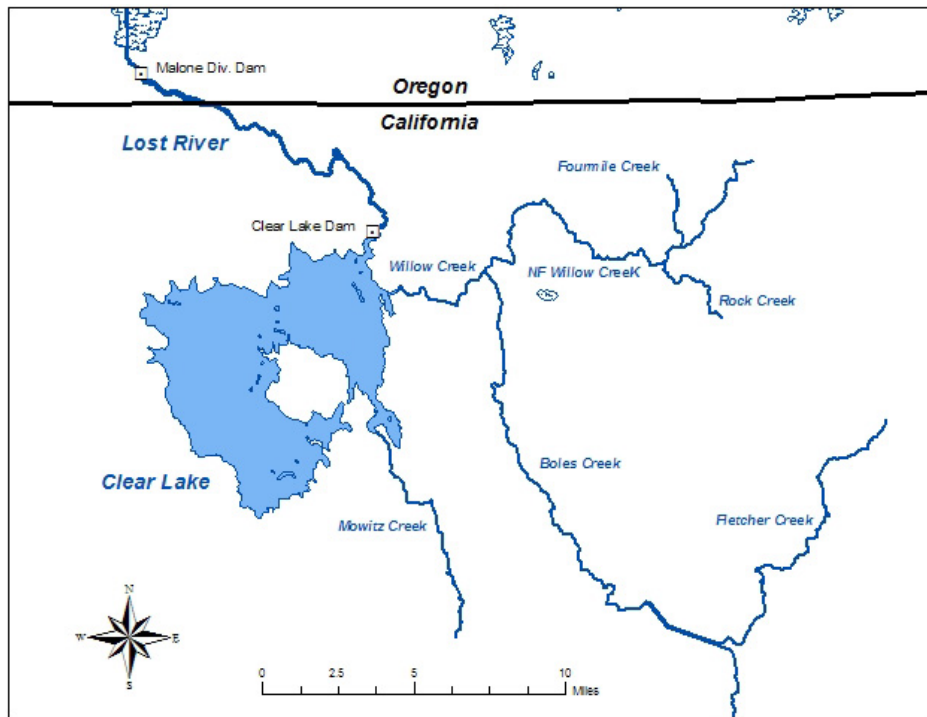 Malone Div. Dam
Oregon
California
Lost River
Fourmile Creek
Clear Lake Dam
Willow Creek
NF Willow CreeK
Rock Creek
Boles Creek
Clear Lake
Fletcher Creek
Mowitz Creek
N
W
E
S
0
2.5
5
10
Miles